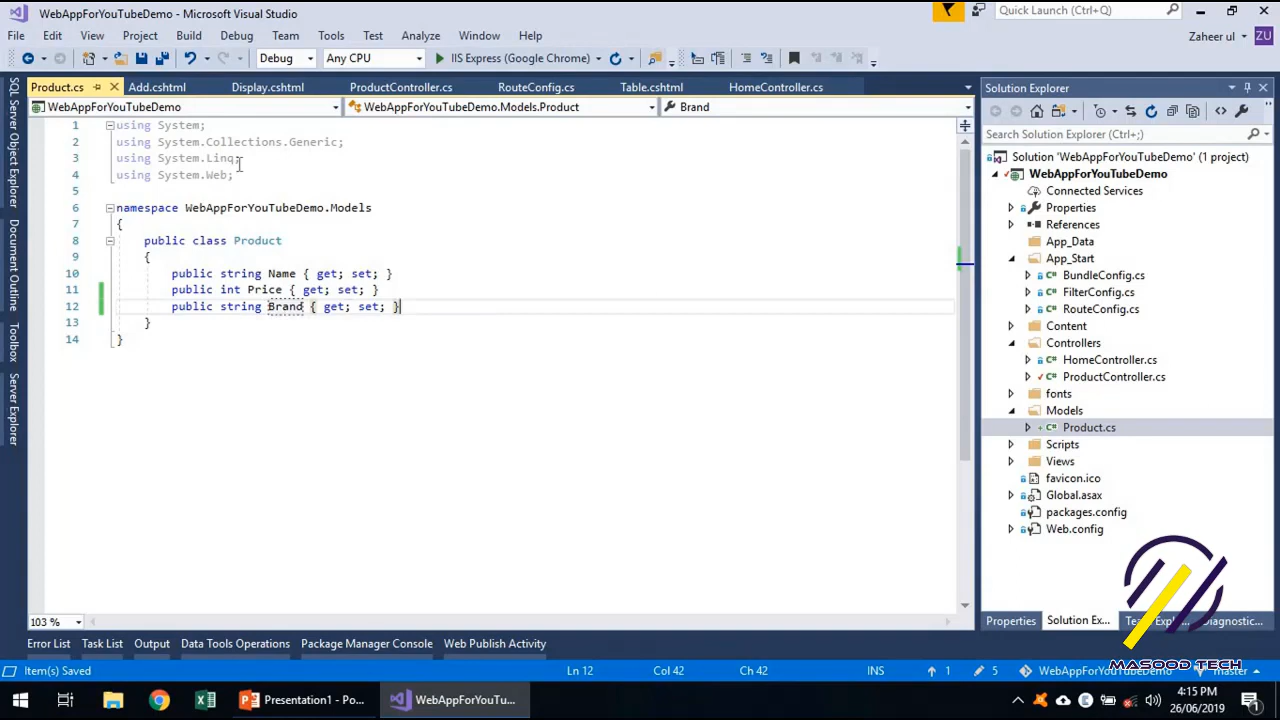 WebAppForYouTubeDemo - Microsoft Visual Studio
Quick Launch (Ctrl+Q)
File Edit View Project Build Debug Team Tools Test Analyze Window Help
Zaheer ul ZU
Debug Any CPU IIS Express (Google Chrome)
Product.cs Add.cshtml Display.cshtml ProductController.cs RouteConfig.cs Table.cshtml HomeController.cs
WebAppForYouTubeDemo WebAppForYouTubeDemo.Models.Product Brand
1 using System;
2 using System.Collections.Generic;
3 using System.Linq;
4 using System.Web;
5
6 namespace WebAppForYouTubeDemo.Models
7 {
8 public class Product
9 {
10 public string Name { get; set; }
11 public int Price { get; set; }
12 public string Brand { get; set; }
13 }
14 }
103 %
SQL Server Object Explorer
Document Outline
Toolbox
Server Explorer
Solution Explorer
Search Solution Explorer (Ctrl+;)
Solution 'WebAppForYouTubeDemo' (1 project)
WebAppForYouTubeDemo
Connected Services
Properties
References
App_Data
App_Start
BundleConfig.cs
FilterConfig.cs
RouteConfig.cs
Content
Controllers
HomeController.cs
ProductController.cs
fonts
Models
Product.cs
Scripts
Views
favicon.ico
Global.asax
packages.config
Web.config
Properties Solution Ex... Team Expl... Diagnostic...
MASOOD TECH
Error List Task List Output Data Tools Operations Package Manager Console Web Publish Activity
Item(s) Saved Ln 12 Col 42 Ch 42 INS 1 5 WebAppForYouTubeDemo master
Presentation1 - Po... WebAppForYouTu...
4:15 PM
26/06/2019
1